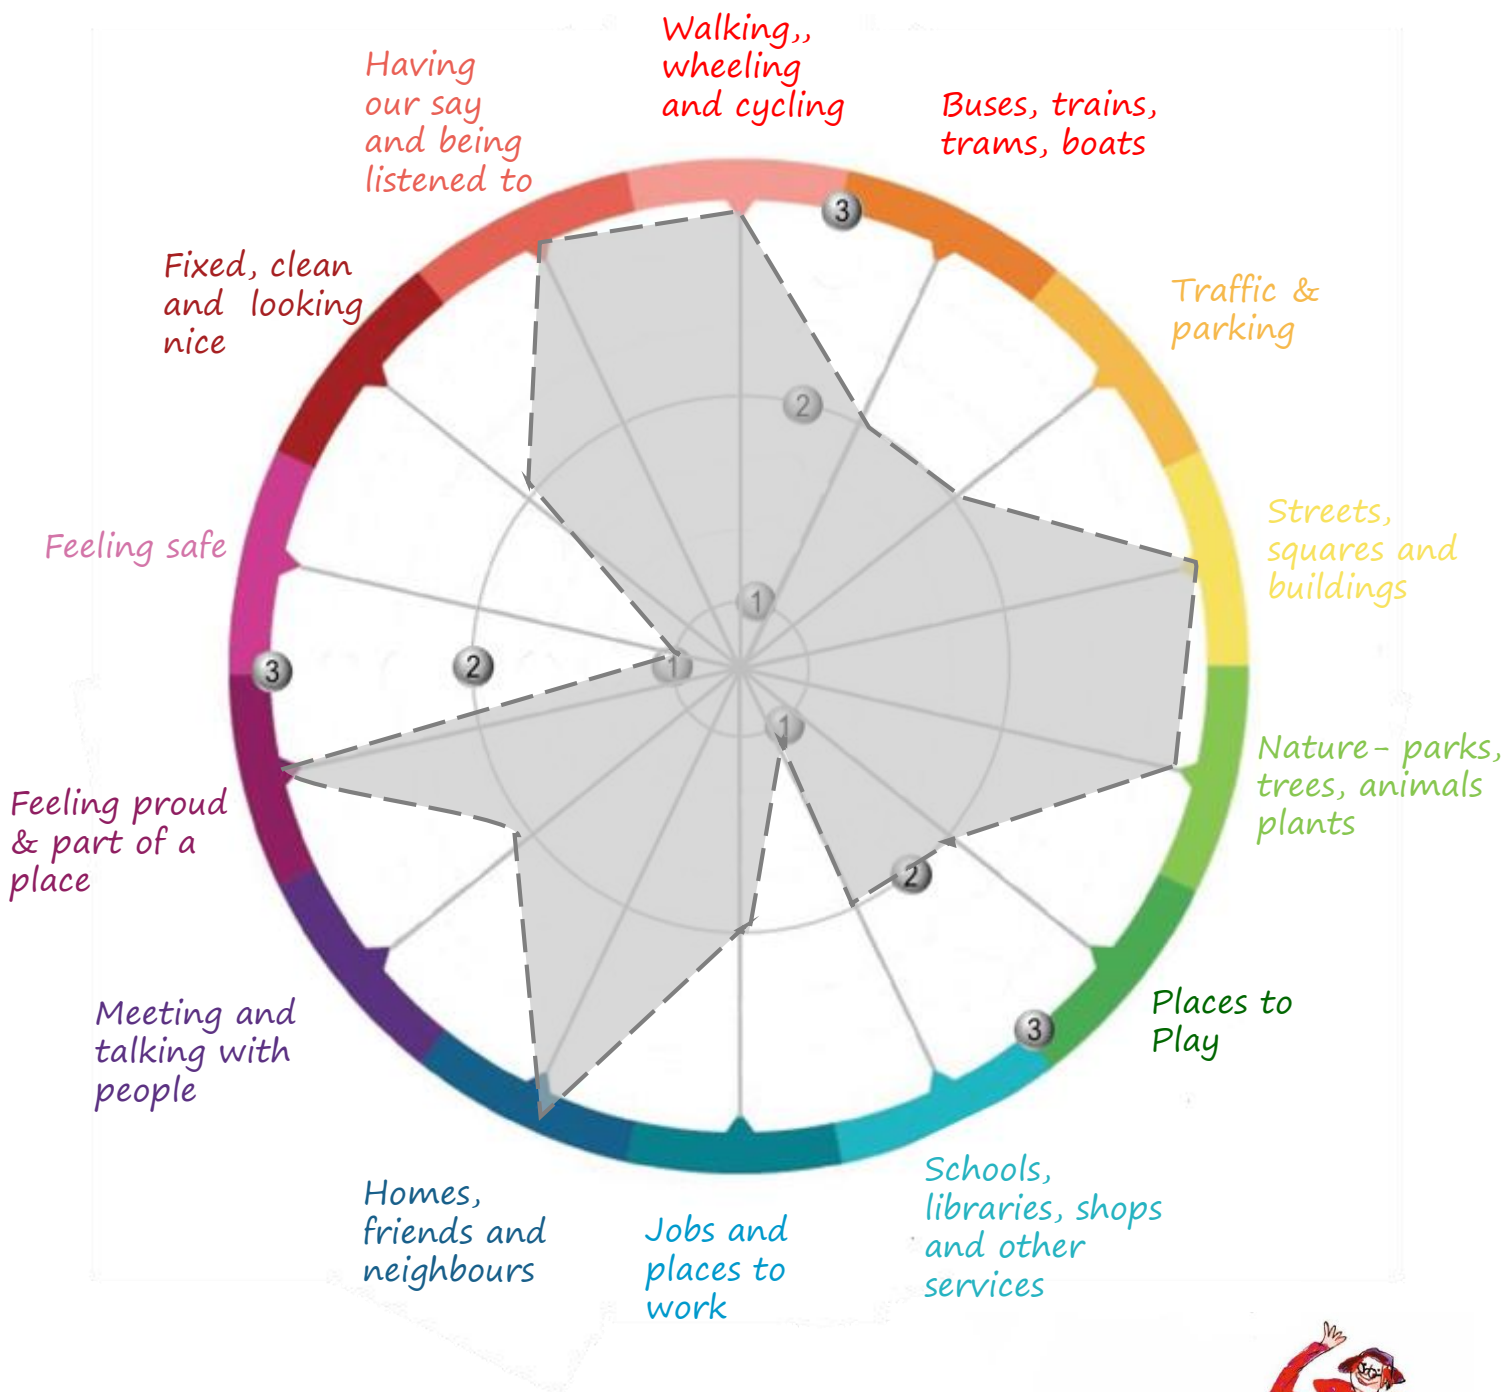 Walking,,
wheeling
and cycling
Having
our say
and being
listened to
Buses, trains,
trams, boats
Fixed, clean
and looking
nice
Traffic &
parking
3
2
Streets,
squares and
buildings
Feeling safe
1
3
2
1
1
Nature- parks,
trees, animals
plants
Feeling proud
& part of a
place
2
Places to
Play
3
Meeting and
talking with
people
Schools,
libraries, shops
and other
services
Homes,
friends and
neighbours
Jobs and
places to
work